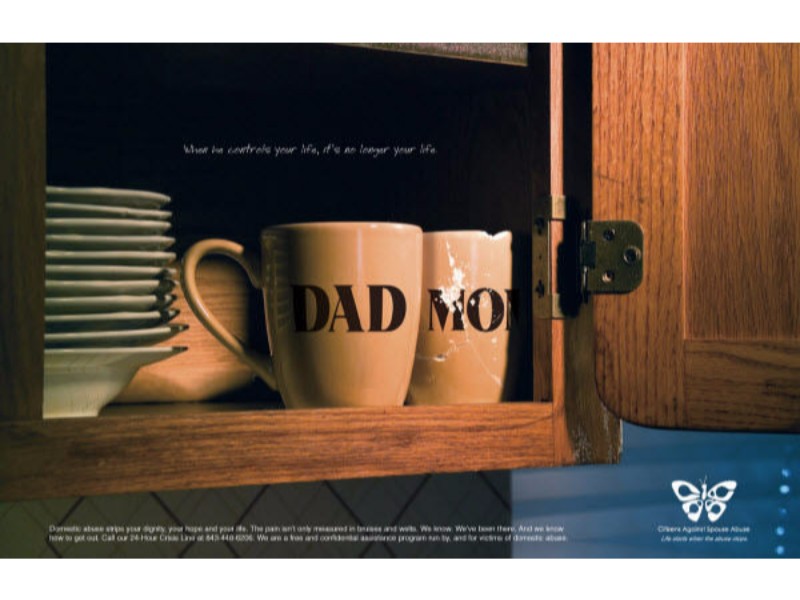 When he controls your life, it's no longer your life.
DAD MOM
Domestic abuse strips your dignity, your hope and your life. The pain isn't only measured in bruises and welts. We know. We've been there. And we know
how to get out. Call our 24-Hour Crisis Line at 843-448-6206. We are a free and confidential assistance program run by, and for victims of domestic abuse.
Citizens Against Spouse Abuse
Life starts when the abuse stops.